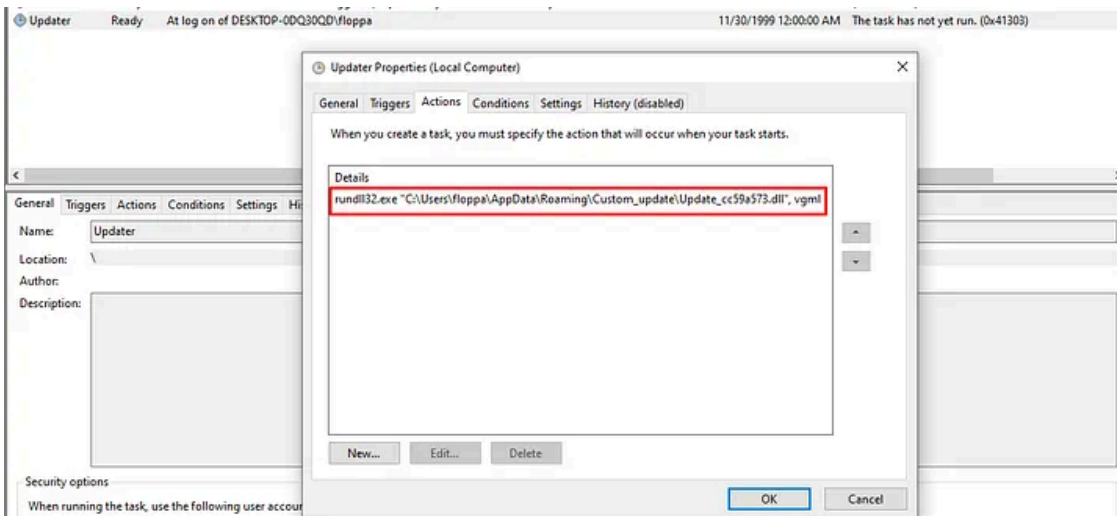 Updater Ready At log on of DESKTOP-0DQ30QD\floppa 11/30/1999 12:00:00 AM The task has not yet run. (0x41303)
Updater Properties (Local Computer)
General Triggers Actions Conditions Settings History (disabled)
When you create a task, you must specify the action that will occur when your task starts.
Details
rundll32.exe "C:\Users\floppa\AppData\Roaming\Custom_update\Update_cc59a573.dll", vgml
New... Edit... Delete
OK Cancel
General Triggers Actions Conditions Settings His
Name: Updater
Location: \
Author:
Description:
Security options
When running the task, use the following user accour